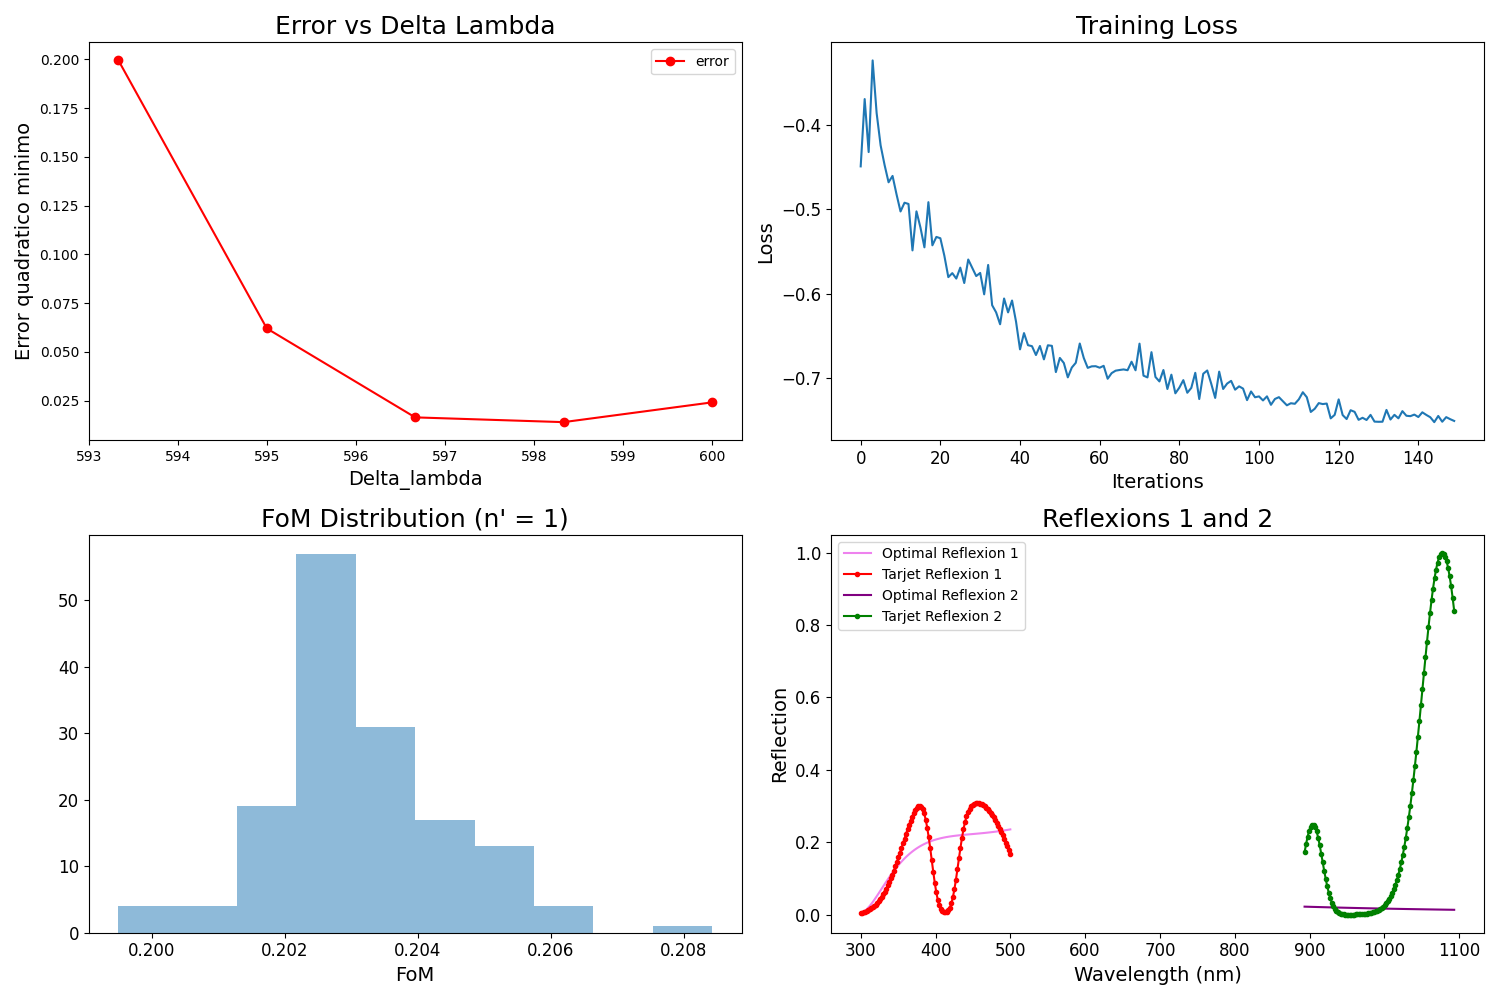 Error vs Delta Lambda
error
Error quadratico minimo
0.200
0.175
0.150
0.125
0.100
0.075
0.050
0.025
593 594 595 596 597 598 599 600
Delta_lambda
Training Loss
Loss
−0.4
−0.5
−0.6
−0.7
0 20 40 60 80 100 120 140
Iterations
FoM Distribution (n' = 1)
50
40
30
20
10
0
0.200 0.202 0.204 0.206 0.208
FoM
Reflexions 1 and 2
Optimal Reflexion 1
Tarjet Reflexion 1
Optimal Reflexion 2
Tarjet Reflexion 2
Reflection
1.0
0.8
0.6
0.4
0.2
0.0
300 400 500 600 700 800 900 1000 1100
Wavelength (nm)